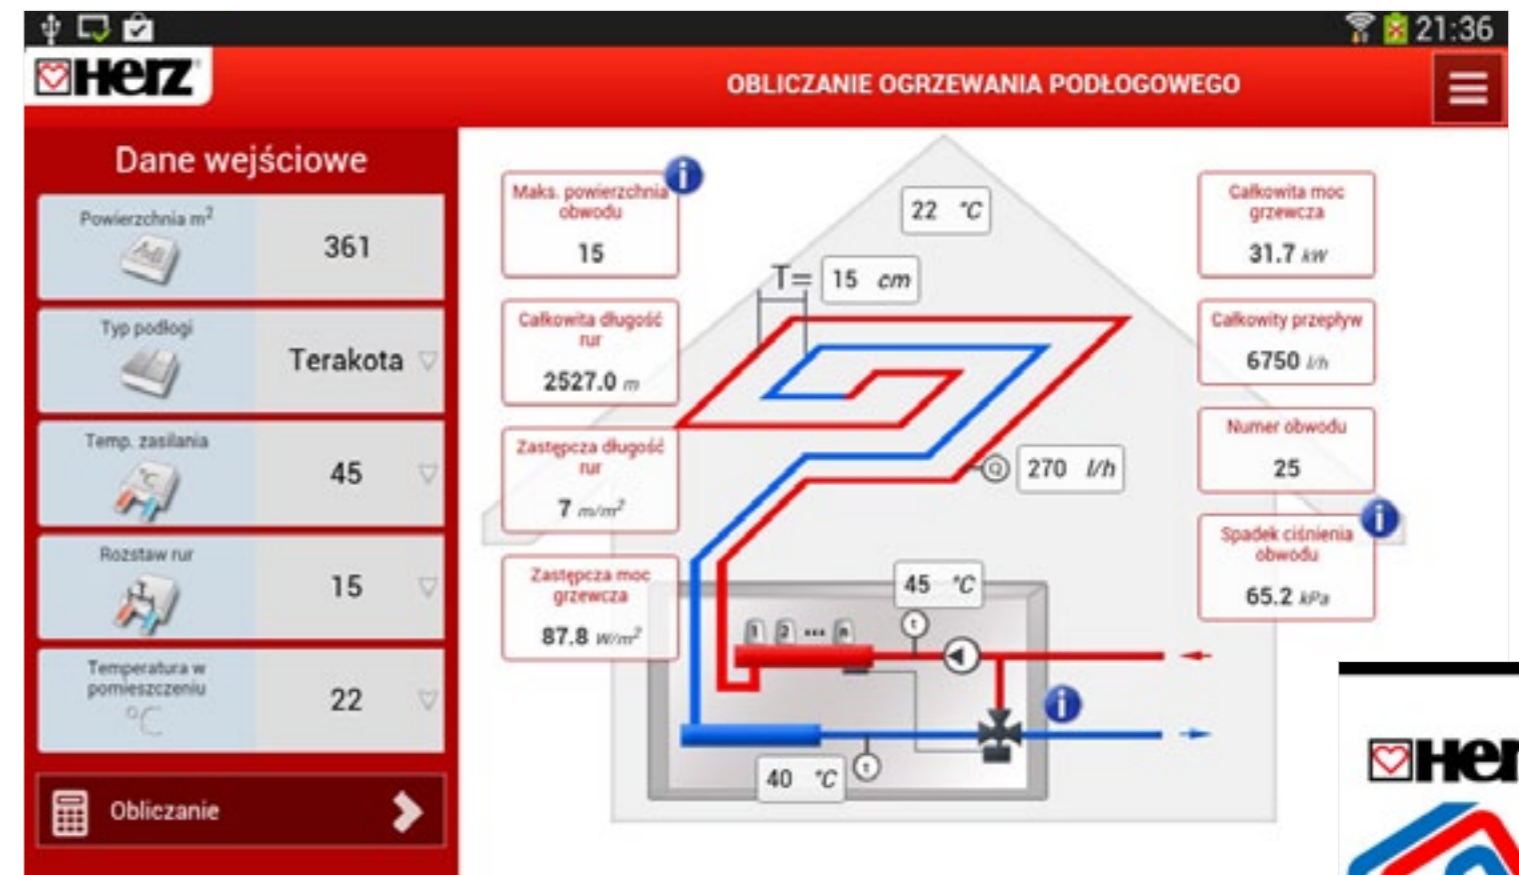 21:36
HERZ
OBLICZANIE OGRZEWANIA PODŁOGOWEGO
Dane wejściowe
Powierzchnia m²
361
Typ podłogi
Terakota
Temp. zasilania
°C
45
Rozstaw rur
T
15
Temperatura w
pomieszczeniu
°C
22
Obliczanie
Maks. powierzchnia
obwodu
15
Całkowita długość
rur
2527.0 m
Zastępcza długość
rur
7 m/m²
Zastępcza moc
grzewcza
87.8 W/m²
22 °C
T= 15 cm
Q 270 l/h
45 °C
t
1 2 ... n
40 °C
t
Całkowita moc
grzewcza
31.7 kW
Całkowity przepływ
6750 l/h
Numer obwodu
25
Spadek ciśnienia
obwodu
65.2 kPa